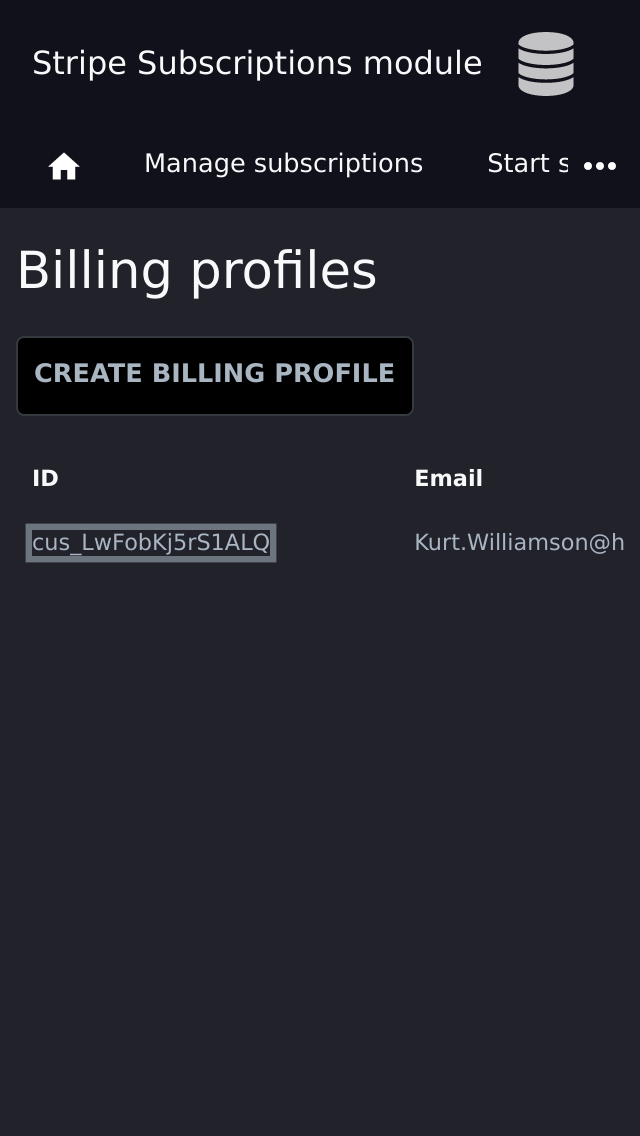 Stripe Subscriptions module
Manage subscriptions Start s
Billing profiles
CREATE BILLING PROFILE
ID Email
cus_LwFobKj5rS1ALQ Kurt.Williamson@h